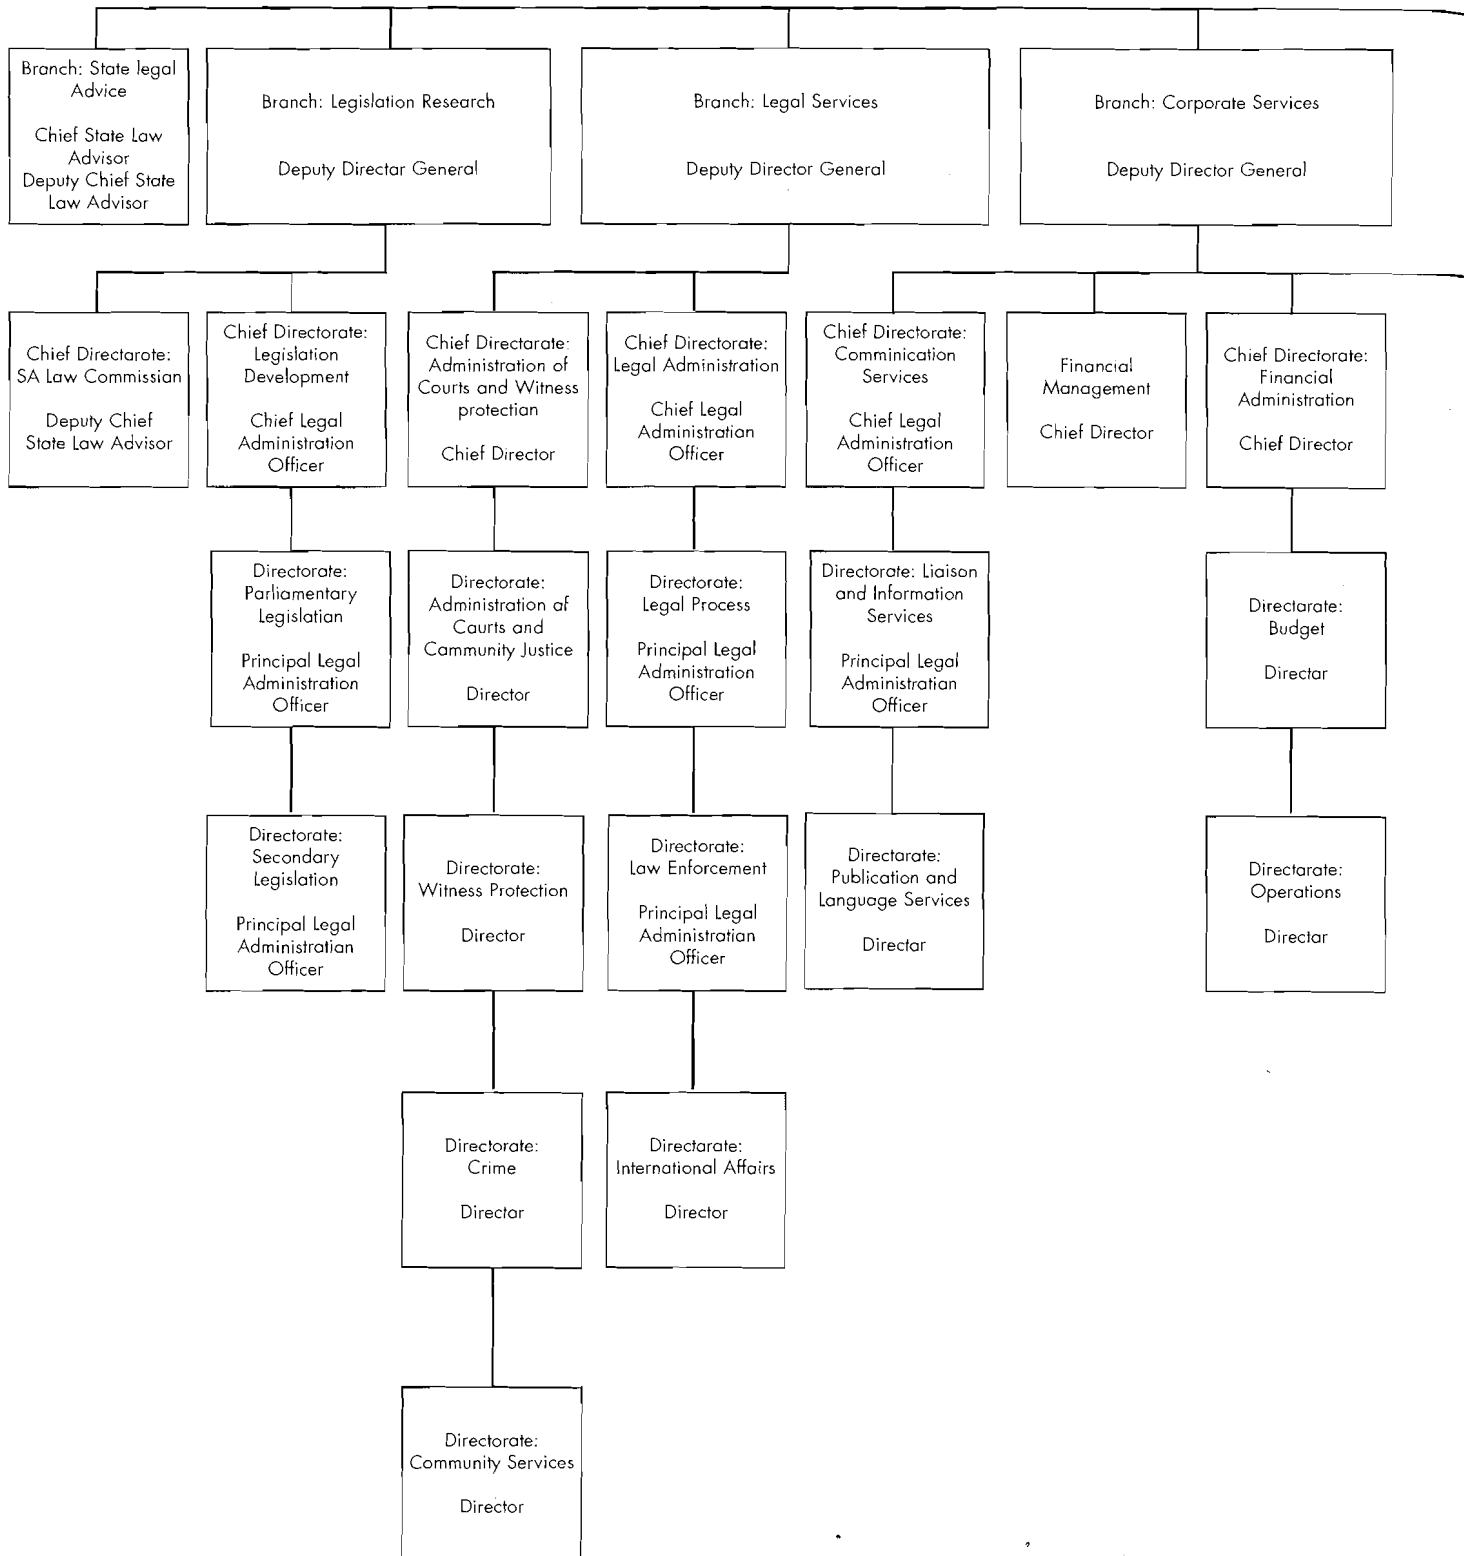 Branch: State legal
Advice
Chief State Law
Advisor
Deputy Chief State
Law Advisor
Branch: Legislation Research
Deputy Directar General
Branch: Legal Services
Deputy Director General
Branch: Corporate Services
Deputy Director General
Chief Directarate:
SA Law Commissian
Deputy Chief
State Law Advisor
Chief Directorate:
Legislation
Development
Chief Legal
Administration
Officer
Chief Directarate:
Administration of
Courts and Witness
protection
Chief Director
Chief Directorate:
Legal Administration
Chief Legal
Administration
Officer
Chief Directorate:
Comminication
Services
Chief Legal
Administration
Officer
Financial
Management
Chief Director
Chief Directorate:
Financial
Administration
Chief Director
Directorate:
Parliamentary
Legislation
Principal Legal
Administration
Officer
Directorate:
Administration af
Caurts and
Cammunity Justice
Director
Directorate:
Legal Process
Principal Legal
Administration
Officer
Directorate: Liaison
and Information
Services
Principal Legal
Administratian
Officer
Directarate:
Budget
Directar
Directorate:
Secondary
Legislation
Principal Legal
Administration
Officer
Directorate:
Witness Protection
Director
Directorate:
Law Enforcement
Principal Legal
Administration
Officer
Directarate:
Publication and
Language Services
Directar
Directarate:
Operations
Directar
Directorate:
Crime
Directar
Directarate:
International Affairs
Director
Directorate:
Community Services
Director